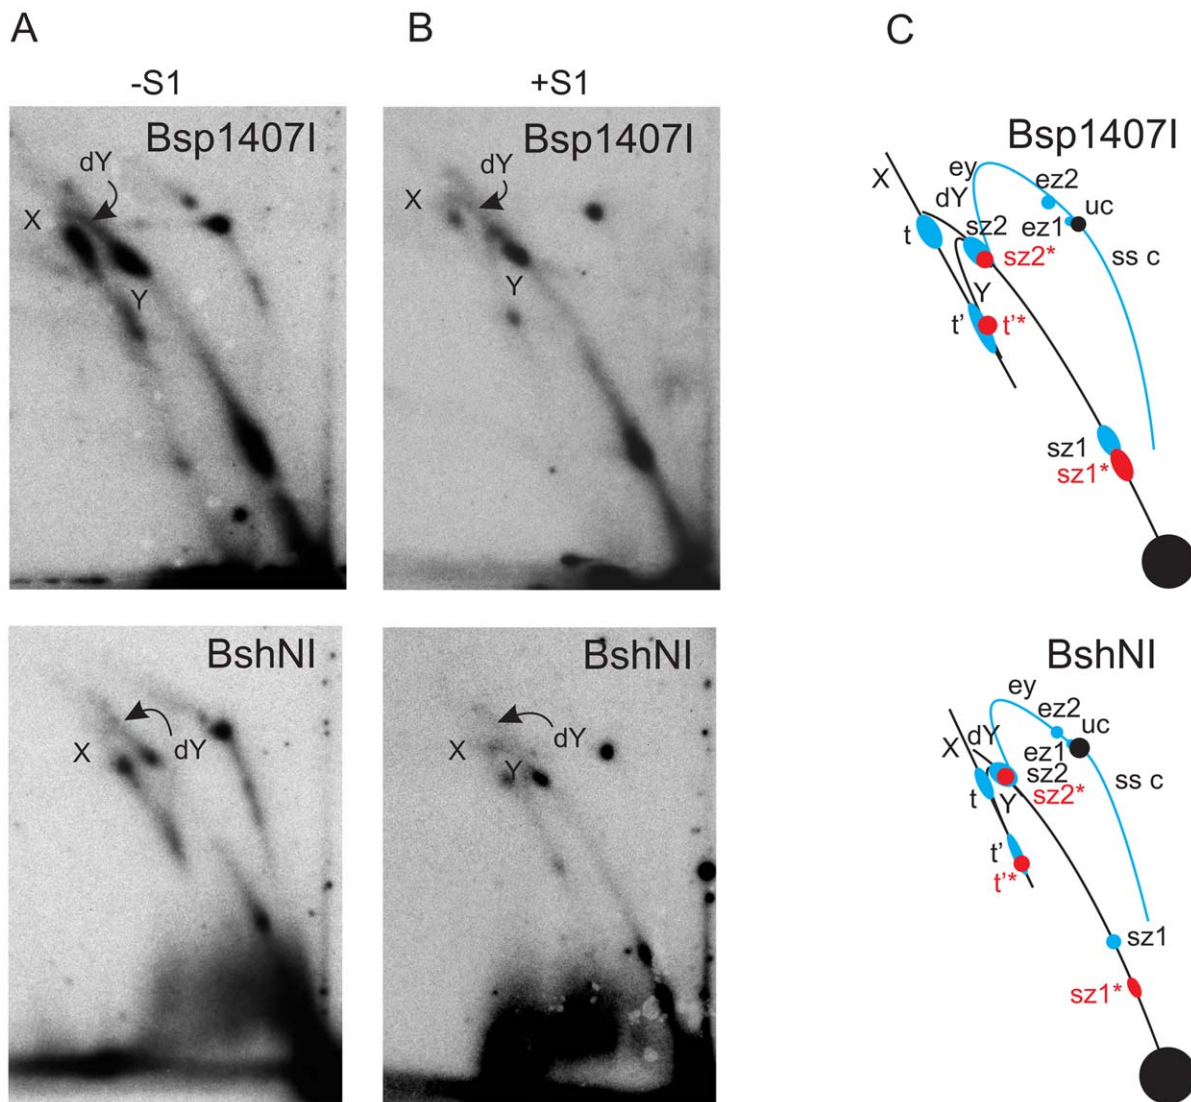 A
B
C
-S1
+S1
Bsp1407I
dY
X
Y
Bsp1407I
dY
X
Y
Bsp1407I
X
ey
dY
ez2
uc
ez1
sz2
t
ss c
sz2*
Y
t'
t'*
sz1
sz1*
BshNI
X
dY
BshNI
X
dY
Y
BshNI
ey
ez2
uc
X
dY
ez1
sz2
ss c
t
sz2*
Y
t'
t'*
sz1
sz1*